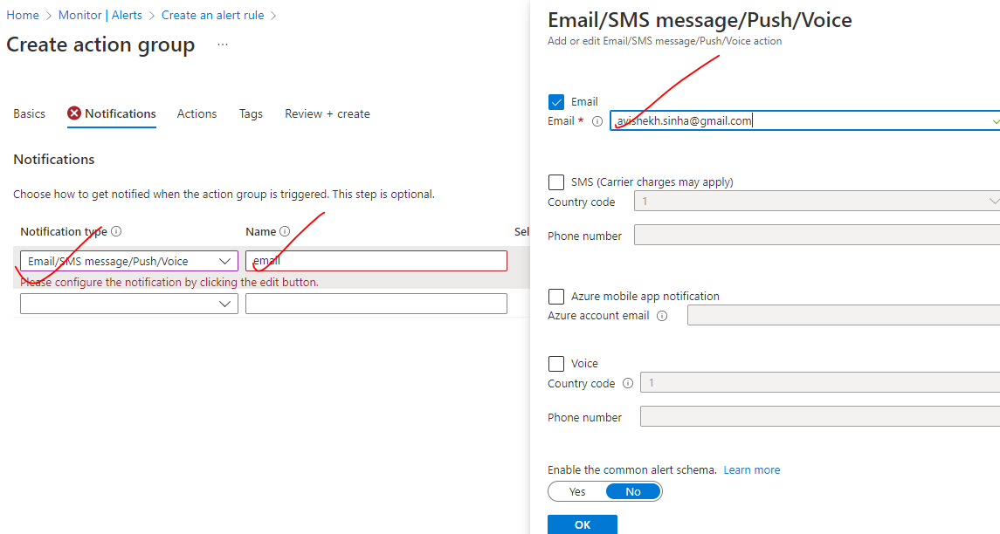 Home > Monitor | Alerts > Create an alert rule >
Create action group ...
Basics Notifications Actions Tags Review + create
Notifications
Choose how to get notified when the action group is triggered. This step is optional.
Notification type Name Sel
Email/SMS message/Push/Voice email
Please configure the notification by clicking the edit button.
Email/SMS message/Push/Voice
Add or edit Email/SMS message/Push/Voice action
Email
Email * avishekh.sinha@gmail.com
SMS (Carrier charges may apply)
Country code 1
Phone number
Azure mobile app notification
Azure account email
Voice
Country code 1
Phone number
Enable the common alert schema. Learn more
Yes No
OK